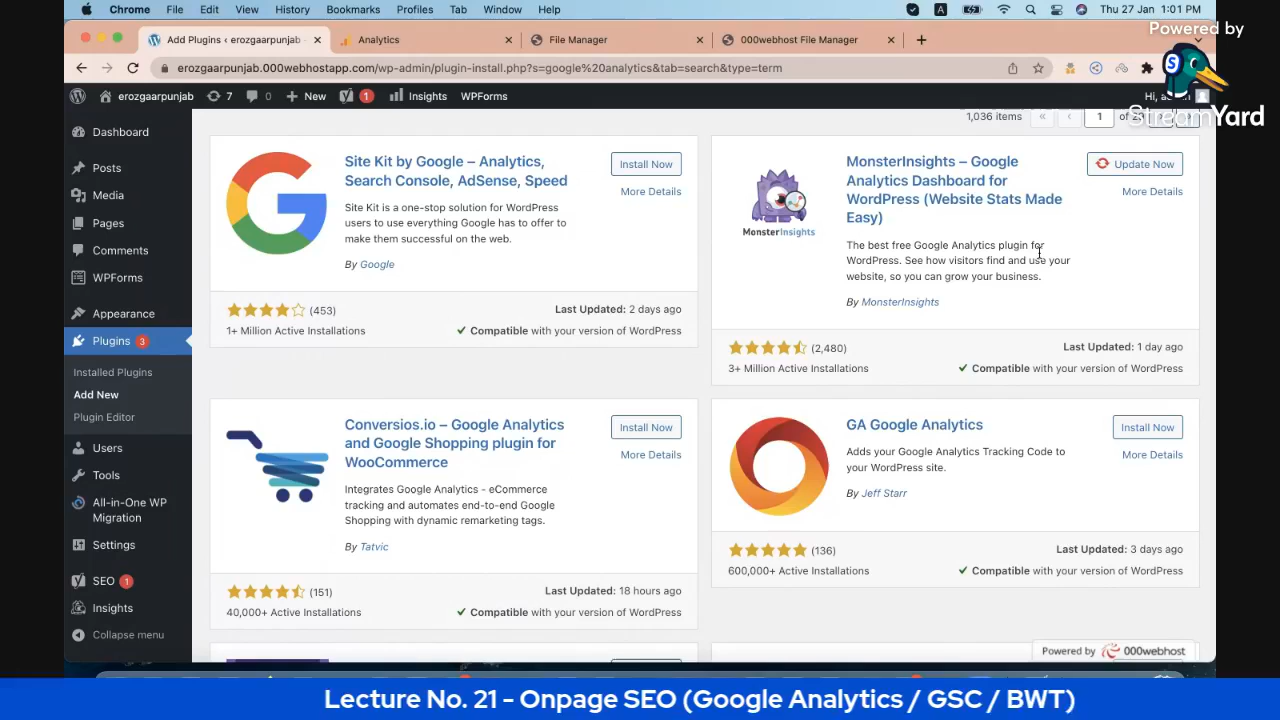 Chrome File Edit View History Bookmarks Profiles Tab Window Help
A Thu 27 Jan 1:01 PM
Powered by
StreamYard
Add Plugins ‹ erozgaarpunjab -
Analytics
File Manager
000webhost File Manager
erozgaarpunjab.000webhostapp.com/wp-admin/plugin-install.php?s=google%20analytics&tab=search&type=term
erozgaarpunjab 7 0 New 1 Insights WPForms
Hi,
1,036 items « ‹ 1 of
Dashboard
Posts
Media
Pages
Comments
WPForms
Appearance
Plugins 3
Installed Plugins
Add New
Plugin Editor
Users
Tools
All-in-One WP
Migration
Settings
SEO 1
Insights
Collapse menu
Site Kit by Google – Analytics,
Search Console, AdSense, Speed
Install Now
More Details
Site Kit is a one-stop solution for WordPress
users to use everything Google has to offer to
make them successful on the web.
By Google
(453)
Last Updated: 2 days ago
1+ Million Active Installations
Compatible with your version of WordPress
MonsterInsights
MonsterInsights – Google
Analytics Dashboard for
WordPress (Website Stats Made
Easy)
Update Now
More Details
The best free Google Analytics plugin for
WordPress. See how visitors find and use your
website, so you can grow your business.
By MonsterInsights
(2,480)
Last Updated: 1 day ago
3+ Million Active Installations
Compatible with your version of WordPress
Conversios.io – Google Analytics
and Google Shopping plugin for
WooCommerce
Install Now
More Details
Integrates Google Analytics - eCommerce
tracking and automates end-to-end Google
Shopping with dynamic remarketing tags.
By Tatvic
(151)
Last Updated: 18 hours ago
40,000+ Active Installations
Compatible with your version of WordPress
GA Google Analytics
Install Now
More Details
Adds your Google Analytics Tracking Code to
your WordPress site.
By Jeff Starr
(136)
Last Updated: 3 days ago
600,000+ Active Installations
Compatible with your version of WordPress
Powered by 000webhost
Lecture No. 21 - Onpage SEO (Google Analytics / GSC / BWT)